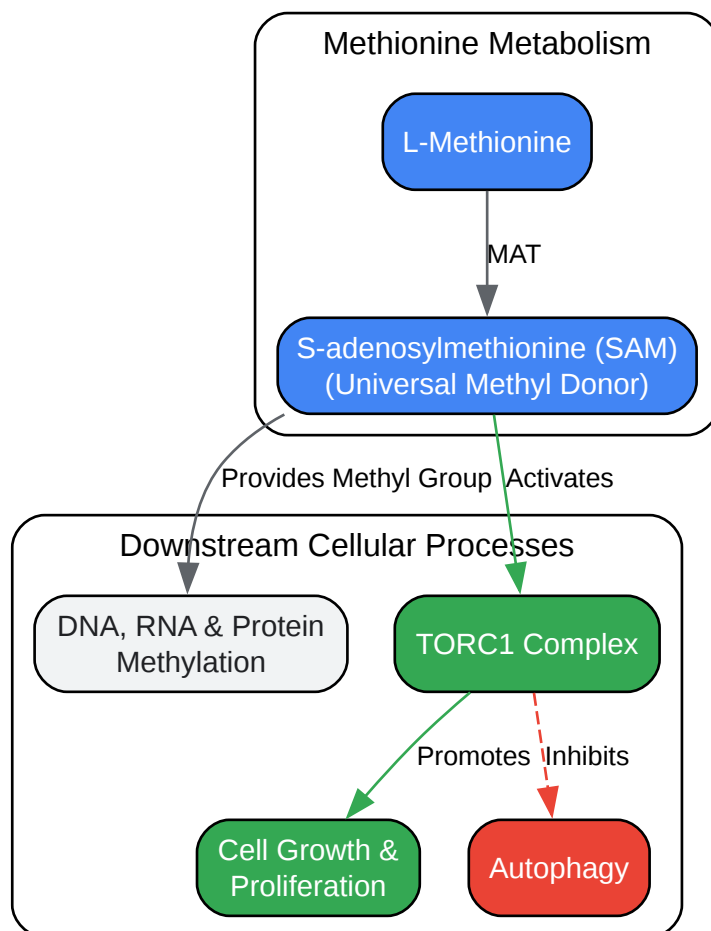 Methionine Metabolism
L-Methionine
MAT
S-adenosylmethionine (SAM)
(Universal Methyl Donor)
Provides Methyl Group
Activates
Downstream Cellular Processes
DNA, RNA & Protein
Methylation
TORC1 Complex
Promotes
Inhibits
Cell Growth &
Proliferation
Autophagy